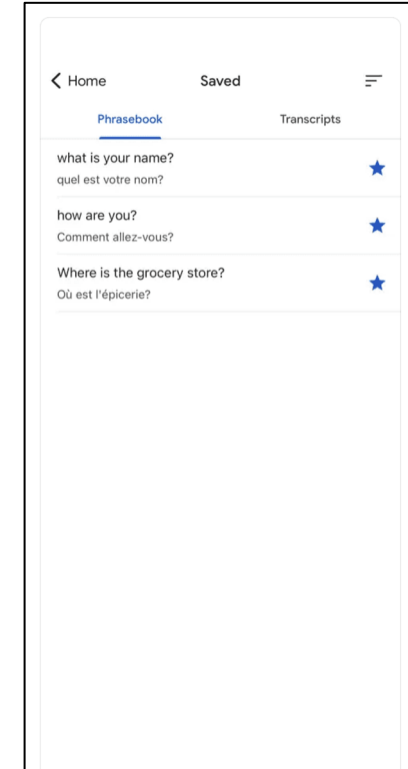 Home Saved
Phrasebook Transcripts
what is your name?
quel est votre nom?
how are you?
Comment allez-vous?
Where is the grocery store?
Où est l'épicerie?